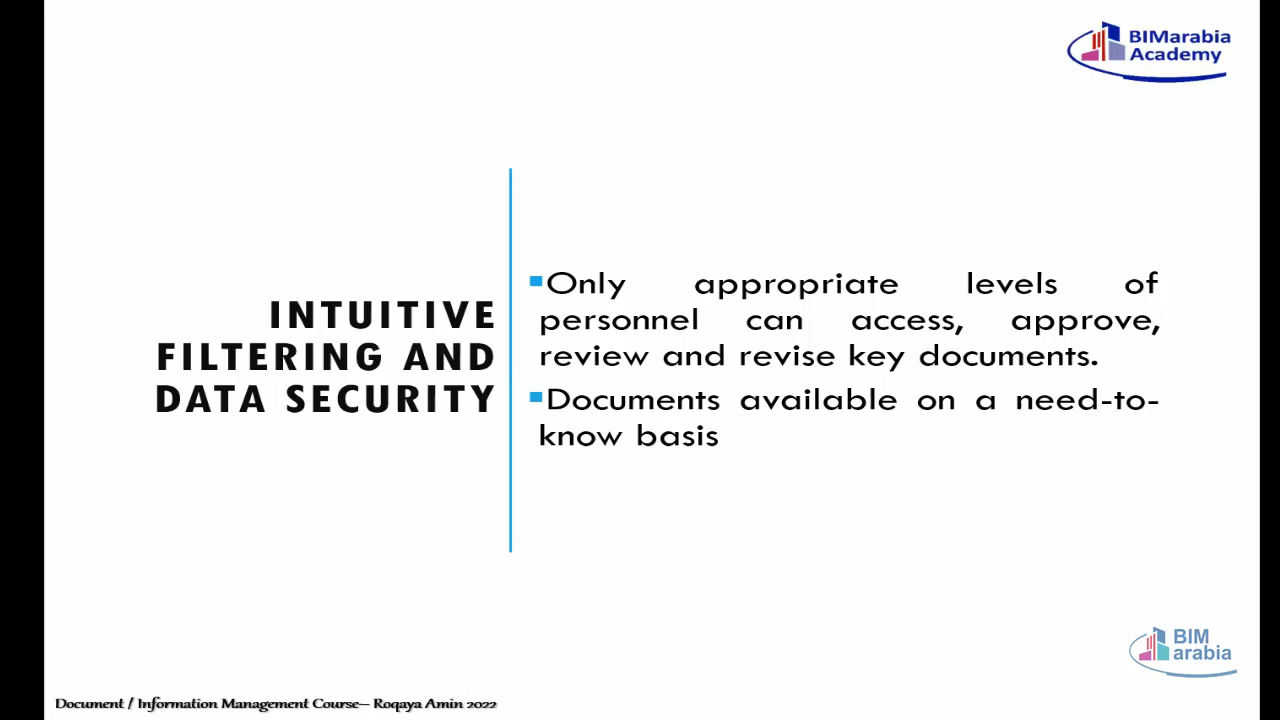 BIMarabia
Academy
INTUITIVE
FILTERING AND
DATA SECURITY
Only appropriate levels of
personnel can access, approve,
review and revise key documents.
Documents available on a need-to-
know basis
BIM
arabia
Document / Information Management Course– Roqaya Amin 2022